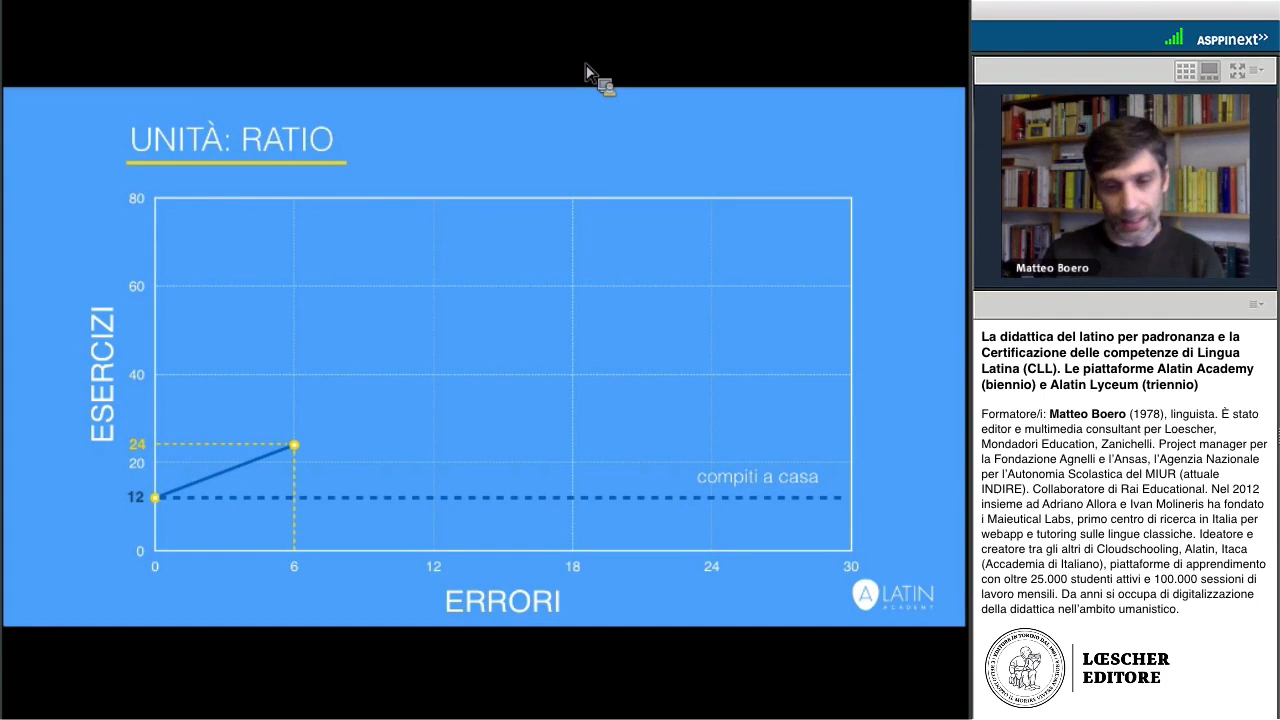 UNITÀ: RATIO
80
60
40
24
20
12
0
0 6 12 18 24 30
ESERCIZI
compiti a casa
ERRORI
A LATIN
ACADEMY
ASPPInext>>
Matteo Boero
La didattica del latino per padronanza e la
Certificazione delle competenze di Lingua
Latina (CLL). Le piattaforme Alatin Academy
(biennio) e Alatin Lyceum (triennio)
Formatore/i: Matteo Boero (1978), linguista. È stato
editor e multimedia consultant per Loescher,
Mondadori Education, Zanichelli. Project manager per
la Fondazione Agnelli e l'Ansas, l'Agenzia Nazionale
per l'Autonomia Scolastica del MIUR (attuale
INDIRE). Collaboratore di Rai Educational. Nel 2012
insieme ad Adriano Allora e Ivan Molineris ha fondato
i Maieutical Labs, primo centro di ricerca in Italia per
webapp e tutoring sulle lingue classiche. Ideatore e
creatore tra gli altri di Cloudschooling, Alatin, Itaca
(Accademia di Italiano), piattaforme di apprendimento
con oltre 25.000 studenti attivi e 100.000 sessioni di
lavoro mensili. Da anni si occupa di digitalizzazione
della didattica nell'ambito umanistico.
LŒSCHER
EDITORE